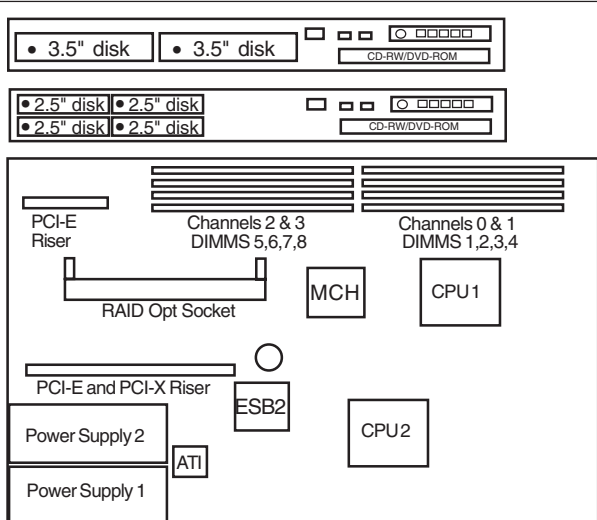 3.5" disk 3.5" disk
CD-RW/DVD-ROM
2.5" disk 2.5" disk
2.5" disk 2.5" disk
CD-RW/DVD-ROM
PCI-E
Riser
Channels 2 & 3
DIMMS 5,6,7,8
Channels 0 & 1
DIMMS 1,2,3,4
MCH
CPU1
RAID Opt Socket
PCI-E and PCI-X Riser
ESB2
CPU2
Power Supply 2
ATI
Power Supply 1